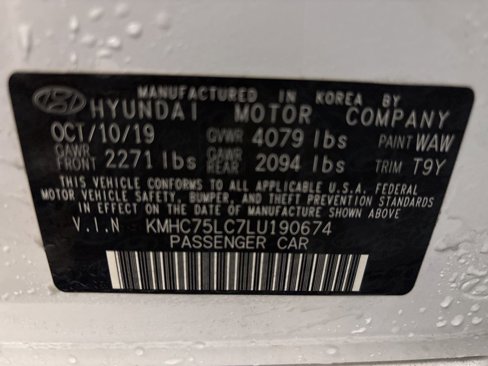 MANUFACTURED IN KOREA BY
HYUNDAI MOTOR COMPANY
OCT/10/19 GVWR 4079 lbs PAINT WAW
GAWR FRONT 2271 lbs GAWR REAR 2094 lbs TRIM T9Y
THIS VEHICLE CONFORMS TO ALL APPLICABLE U.S.A. FEDERAL
MOTOR VEHICLE SAFETY, BUMPER, AND THEFT PREVENTION STANDARDS
IN EFFECT ON THE DATE OF MANUFACTURE SHOWN ABOVE
V.I.N KMHC75LC7LU190674
PASSENGER CAR